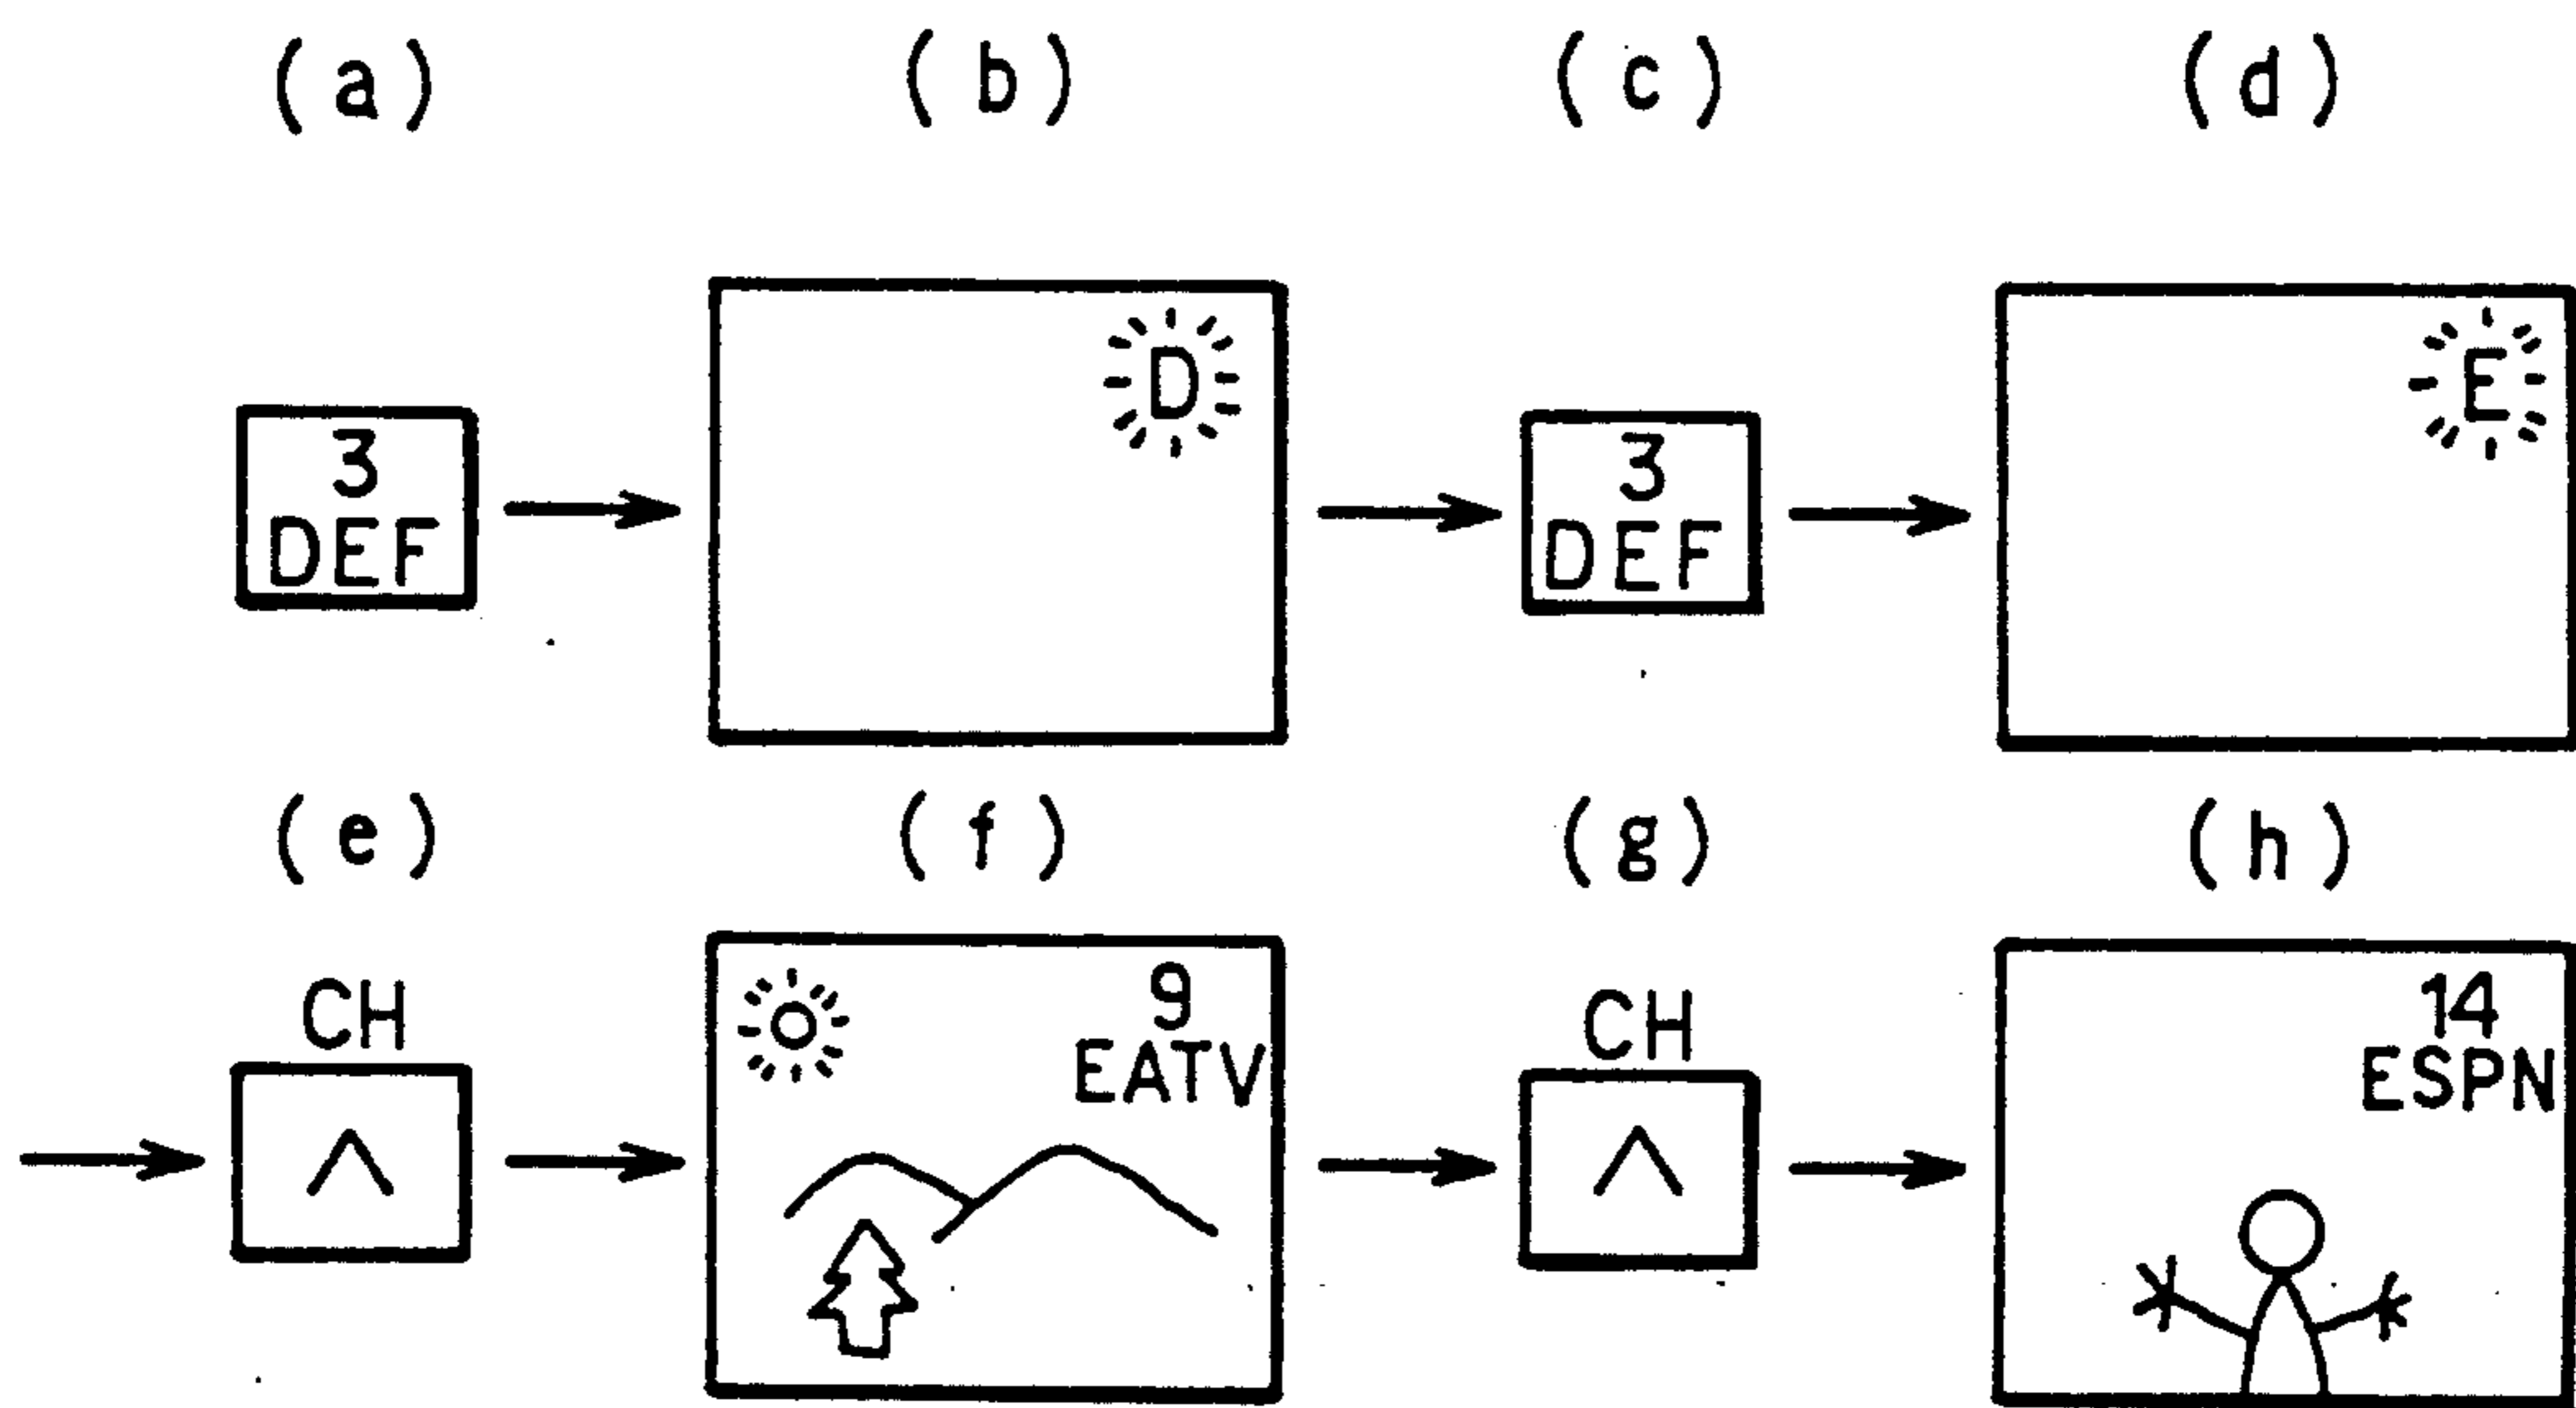 (a) (b) (c) (d)
D E
3 3
DEF DEF
(e) (f) (g) (h)
CH 9 CH 14
EATV ESPN